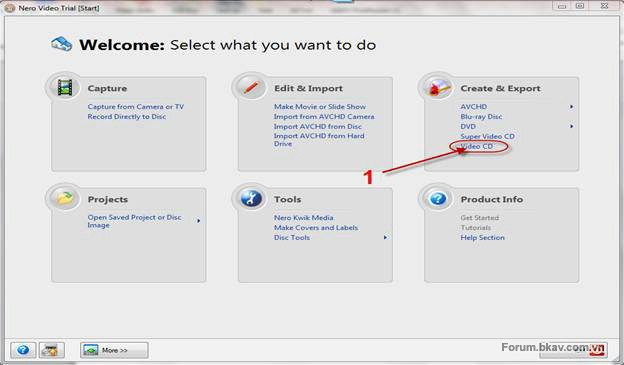 Nero Video Trial [Start]
Welcome: Select what you want to do
Capture
Capture from Camera or TV
Record Directly to Disc
Edit & Import
Make Movie or Slide Show
Import from AVCHD Camera
Import AVCHD from Disc
Import AVCHD from Hard
Drive
Create & Export
AVCHD
Blu-ray Disc
DVD
Super Video CD
Video CD
1
Projects
Open Saved Project or Disc
Image
Tools
Nero Kwik Media
Make Covers and Labels
Disc Tools
Product Info
Get Started
Tutorials
Help Section
More >>
Forum.bkav.com.vn